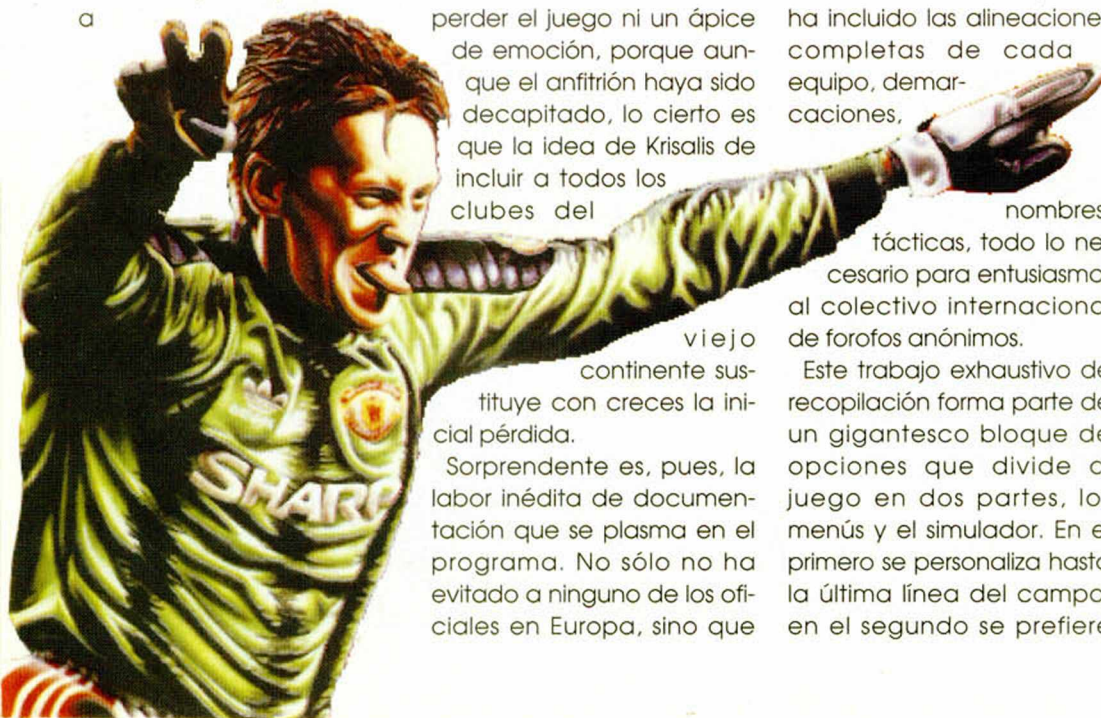 a
perder el juego ni un ápice
de emoción, porque aun-
que el anfitrión haya sido
decapitado, lo cierto es
que la idea de Krisalis de
incluir a todos los
clubes del
viejo
continente sus-
tituye con creces la ini-
cial pérdida.
Sorprendente es, pues, la
labor inédita de documen-
tación que se plasma en el
programa. No sólo no ha
evitado a ninguno de los ofi-
ciales en Europa, sino que
ha incluido las alineacione
completas de cada
equipo, demar-
caciones,
nombres
tácticas, todo lo ne
cesario para entusiasma
al colectivo internaciona
de forofos anónimos.
Este trabajo exhaustivo de
recopilación forma parte de
un gigantesco bloque de
opciones que divide a
juego en dos partes, lo
menús y el simulador. En e
primero se personaliza hasta
la última línea del campo
en el segundo se prefiere
SHARP